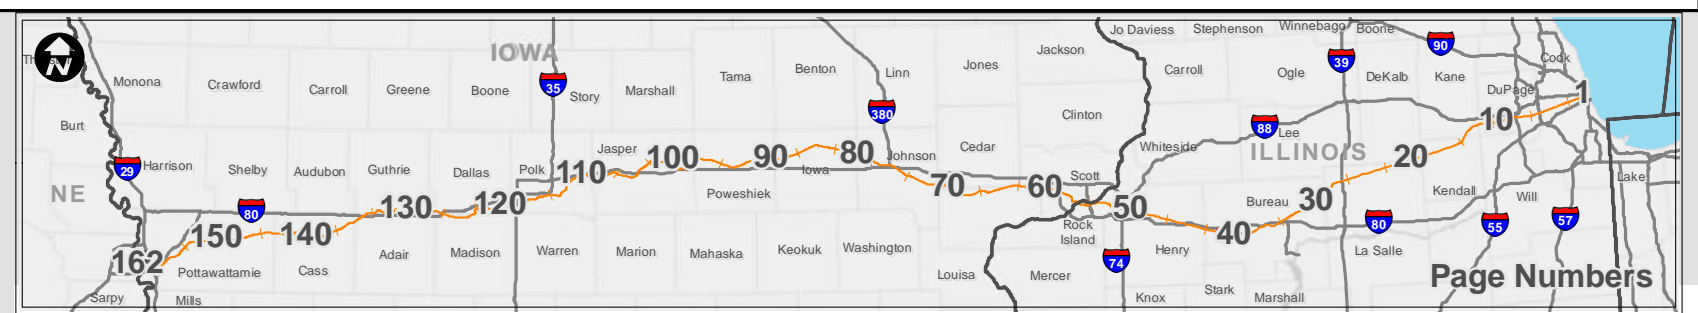 Jo Daviess Stephenson Winnebago Boone
IOWA
Jackson
90
Cook
39
N
Th
Monona Crawford Carroll Greene Boone 35 Story Marshall Tama Benton Linn Jones Carroll Ogle DeKalb Kane
DuPage 1
380
Clinton
10
Burt
88 Lee
Whiteside
ILLINOIS
Jasper
100 90 80 Johnson Cedar
20
29 Harrison Shelby Audubon Guthrie Dallas Polk 110 Iowa
Scott
Lake
NE
Poweshiek
70 60
Kendall Will
30
Bureau
80
150 140 130 120
50
Rock
Island
40
80 55 57
162
Adair Madison Warren Marion Mahaska Keokuk Washington
Henry
La Salle
74
Pottawattamie Cass
Louisa Mercer
Page Numbers
Sarpy Mills
Knox Stark Marshall